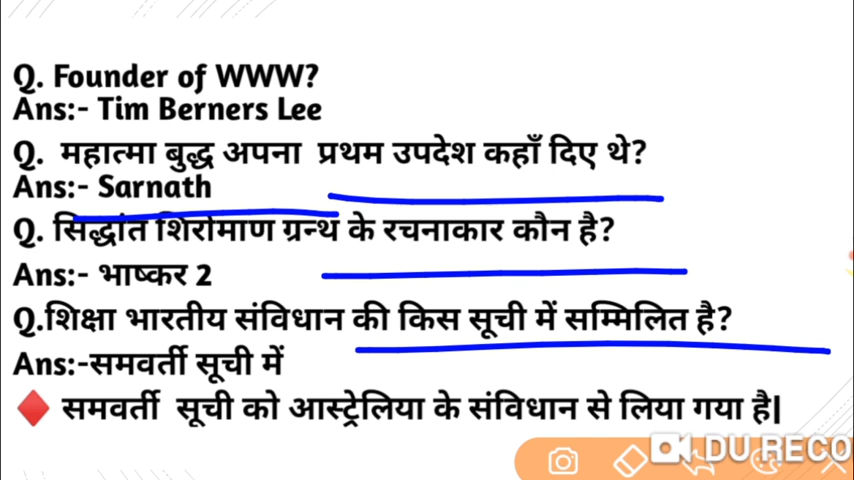 Q. Founder of WWW?
Ans:- Tim Berners Lee
Q. महात्मा बुद्ध अपना प्रथम उपदेश कहाँ दिए थे?
Ans:- Sarnath
Q. सिद्धांत शिरोमाण ग्रन्थ के रचनाकार कौन है?
Ans:- भाष्कर 2
Q.शिक्षा भारतीय संविधान की किस सूची में सम्मिलित है?
Ans:-समवर्ती सूची में
समवर्ती सूची को आस्ट्रेलिया के संविधान से लिया गया है|
DU RECO